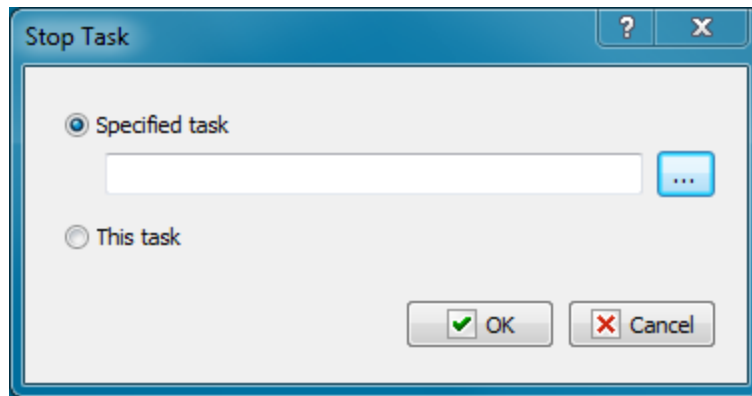 Stop Task
?
X
Specified task
...
This task
OK
Cancel